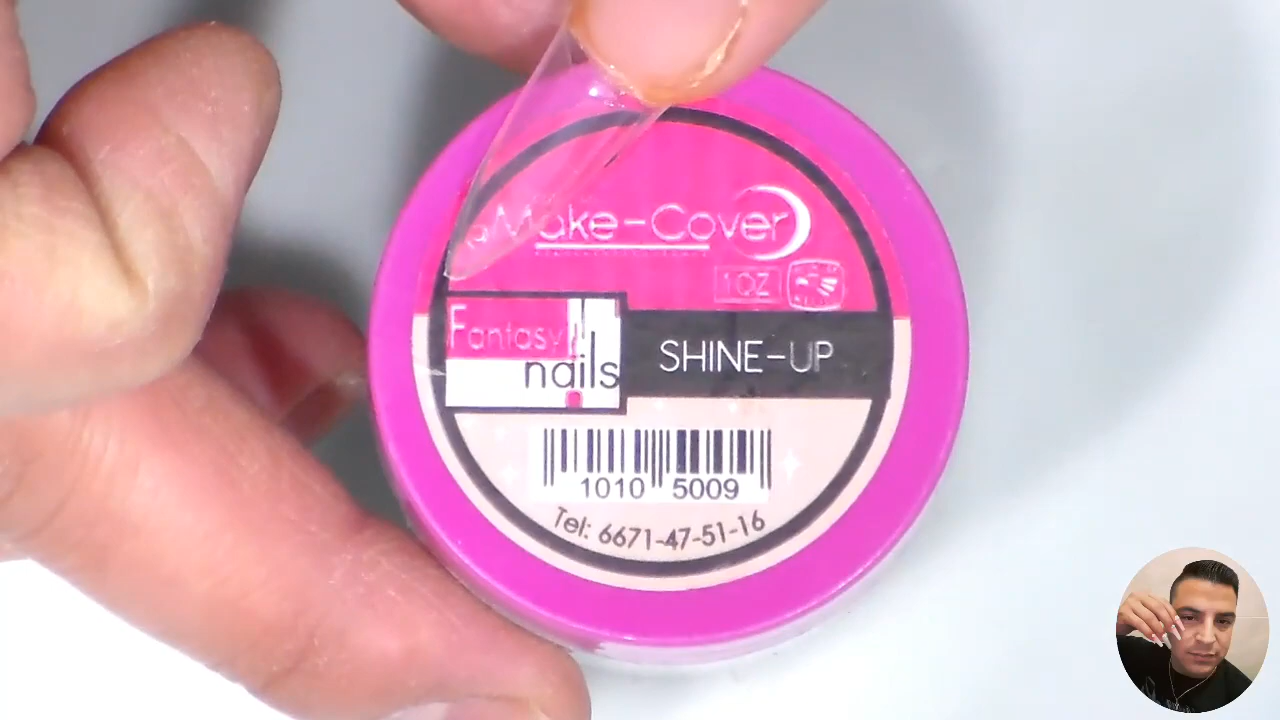 Make-Cover
1OZ
Fantasy
nails
SHINE-UP
1010 5009
Tel: 6671-47-51-16